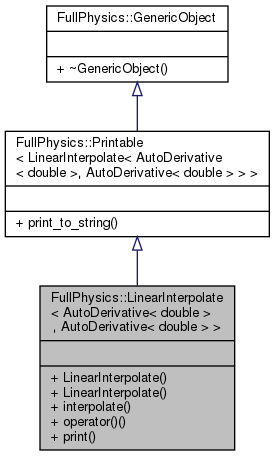 FullPhysics::GenericObject
+ ~GenericObject()
FullPhysics::Printable
< LinearInterpolate< AutoDerivative
< double >, AutoDerivative< double > > >
+ print_to_string()
FullPhysics::LinearInterpolate
< AutoDerivative< double >
, AutoDerivative< double > >
+ LinearInterpolate()
+ LinearInterpolate()
+ interpolate()
+ operator()()
+ print()